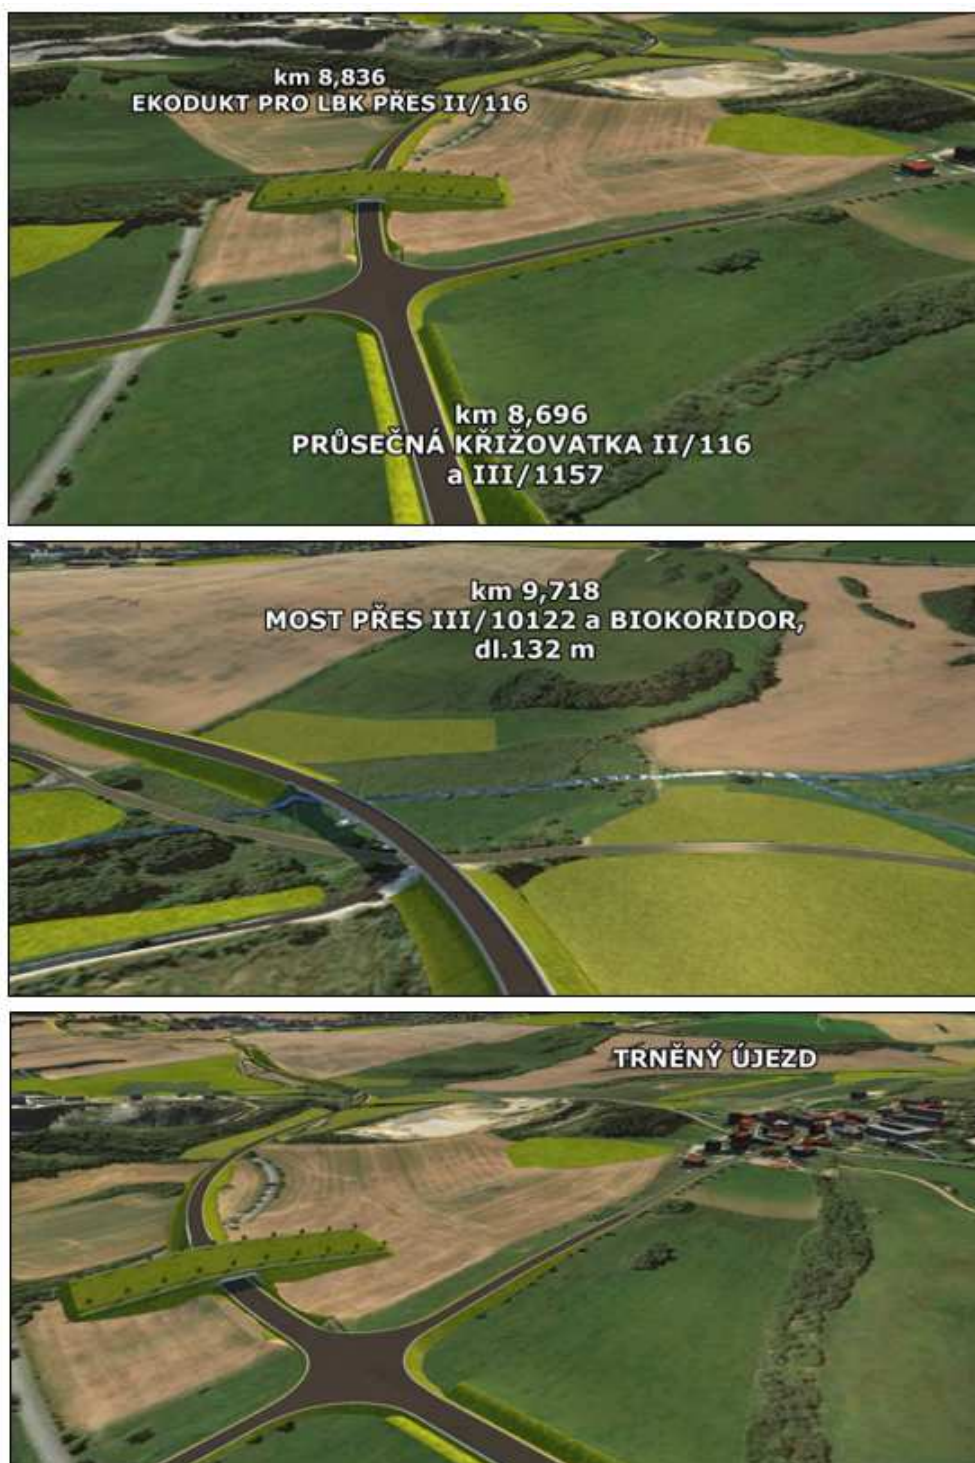 km 8,836
EKODUKT PRO LBK PŘES II/116
km 8,696
PRŮSEČNÁ KŘIŽOVATKA II/116
a III/1157
km 9,718
MOST PŘES III/10122 a BIOKORIDOR,
dl.132 m
TRNĚNÝ ÚJEZD